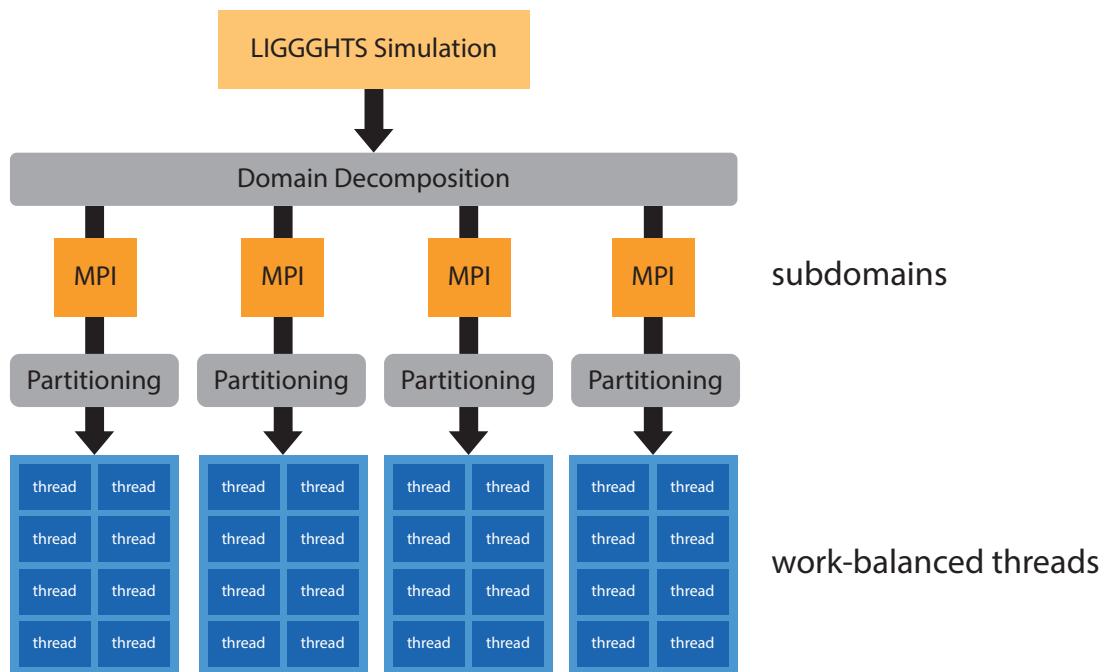 LIGGGHTS Simulation
Domain Decomposition
MPI MPI MPI MPI subdomains
Partitioning Partitioning Partitioning Partitioning
thread thread thread thread thread thread thread thread
thread thread thread thread thread thread thread thread
work-balanced threads
thread thread thread thread thread thread thread thread
thread thread thread thread thread thread thread thread